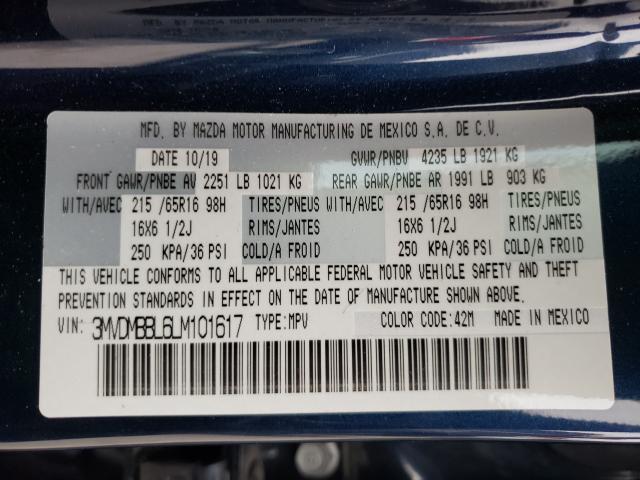 MFD. BY MAZDA MOTOR MANUFACTURING DE MEXICO S.A. DE C.V.
DATE 10/19 GVWR/PNBV 4235 LB 1921 KG
FRONT GAWR/PNBE AV 2251 LB 1021 KG REAR GAWR/PNBE AR 1991 LB 903 KG
WITH/AVEC 215 /65R16 98H TIRES/PNEUS WITH/AVEC 215 /65R16 98H TIRES/PNEUS
16X6 1/2J RIMS/JANTES 16X6 1/2J RIMS/JANTES
250 KPA/36 PSI COLD/A FROID 250 KPA/36 PSI COLD/A FROID
THIS VEHICLE CONFORMS TO ALL APPLICABLE FEDERAL MOTOR VEHICLE SAFETY AND THEFT
PREVENTION STANDARDS IN EFFECT ON THE DATE OF MANUFACTURE SHOWN ABOVE.
VIN: 3MVDMBBL6LM101617 TYPE:MPV COLOR CODE:42M MADE IN MEXICO